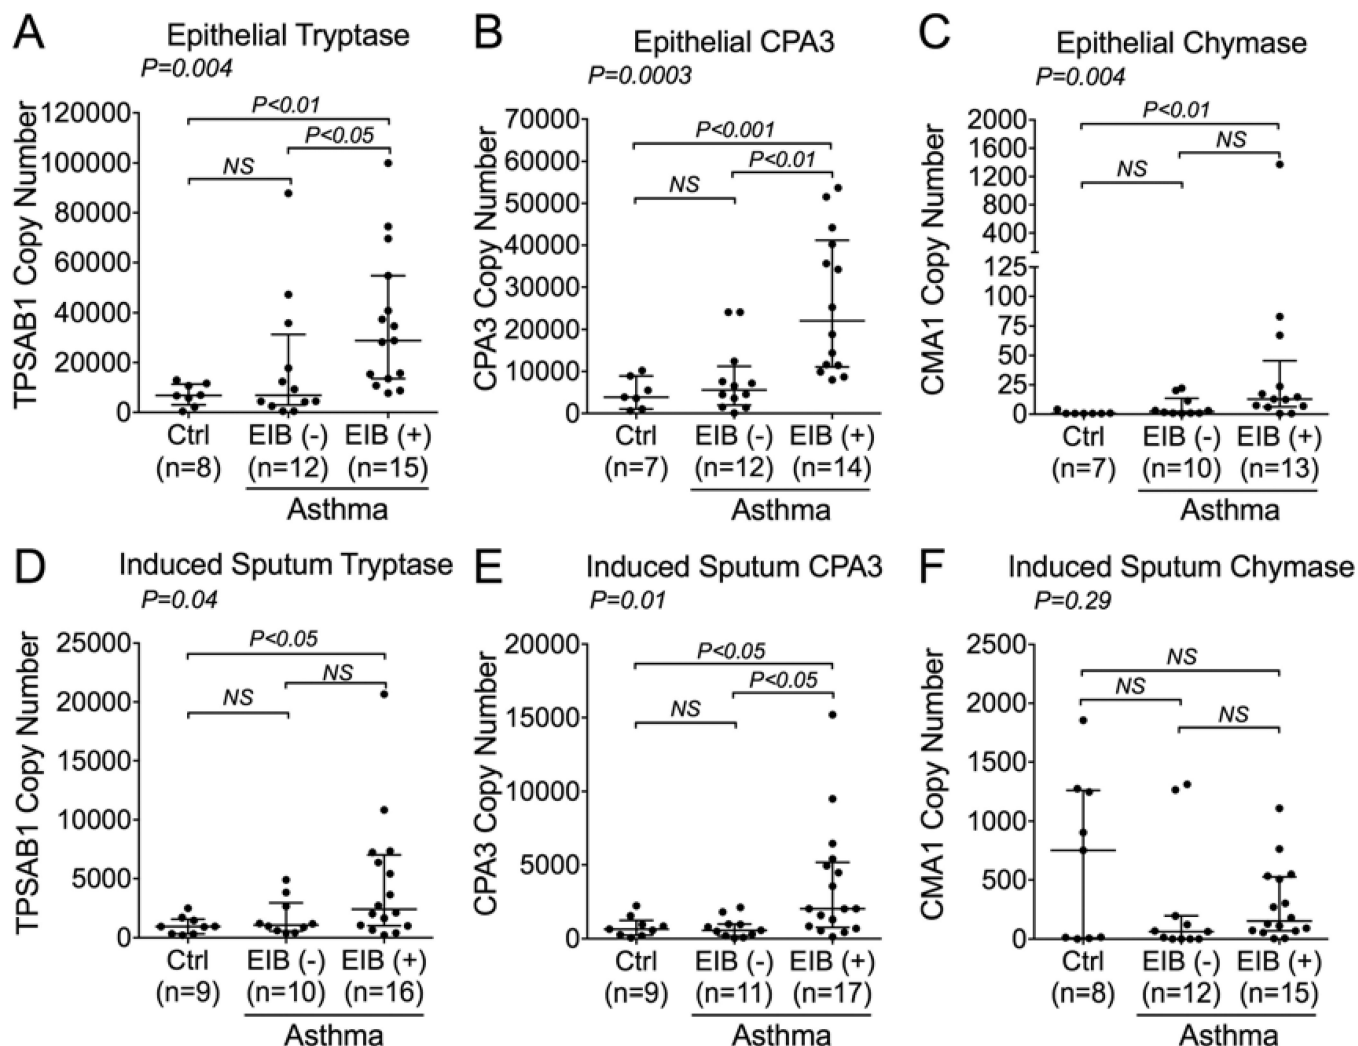 A
Epithelial Tryptase
P=0.004
TPSAB1 Copy Number
120000
100000
80000
60000
40000
20000
0
P<0.01
P<0.05
NS
Ctrl
(n=8)
EIB (-)
(n=12)
EIB (+)
(n=15)
Asthma
B
Epithelial CPA3
P=0.0003
CPA3 Copy Number
70000
60000
50000
40000
30000
20000
10000
0
P<0.001
P<0.01
NS
Ctrl
(n=7)
EIB (-)
(n=12)
EIB (+)
(n=14)
Asthma
C
Epithelial Chymase
P=0.004
CMA1 Copy Number
2000
1600
1200
800
400
125
100
75
50
25
0
P<0.01
NS
NS
Ctrl
(n=7)
EIB (-)
(n=10)
EIB (+)
(n=13)
Asthma
D
Induced Sputum Tryptase
P=0.04
TPSAB1 Copy Number
25000
20000
15000
10000
5000
0
P<0.05
NS
NS
Ctrl
(n=9)
EIB (-)
(n=10)
EIB (+)
(n=16)
Asthma
E
Induced Sputum CPA3
P=0.01
CPA3 Copy Number
20000
15000
10000
5000
0
P<0.05
P<0.05
NS
Ctrl
(n=9)
EIB (-)
(n=11)
EIB (+)
(n=17)
Asthma
F
Induced Sputum Chymase
P=0.29
CMA1 Copy Number
2500
2000
1500
1000
500
0
NS
NS
NS
Ctrl
(n=8)
EIB (-)
(n=12)
EIB (+)
(n=15)
Asthma